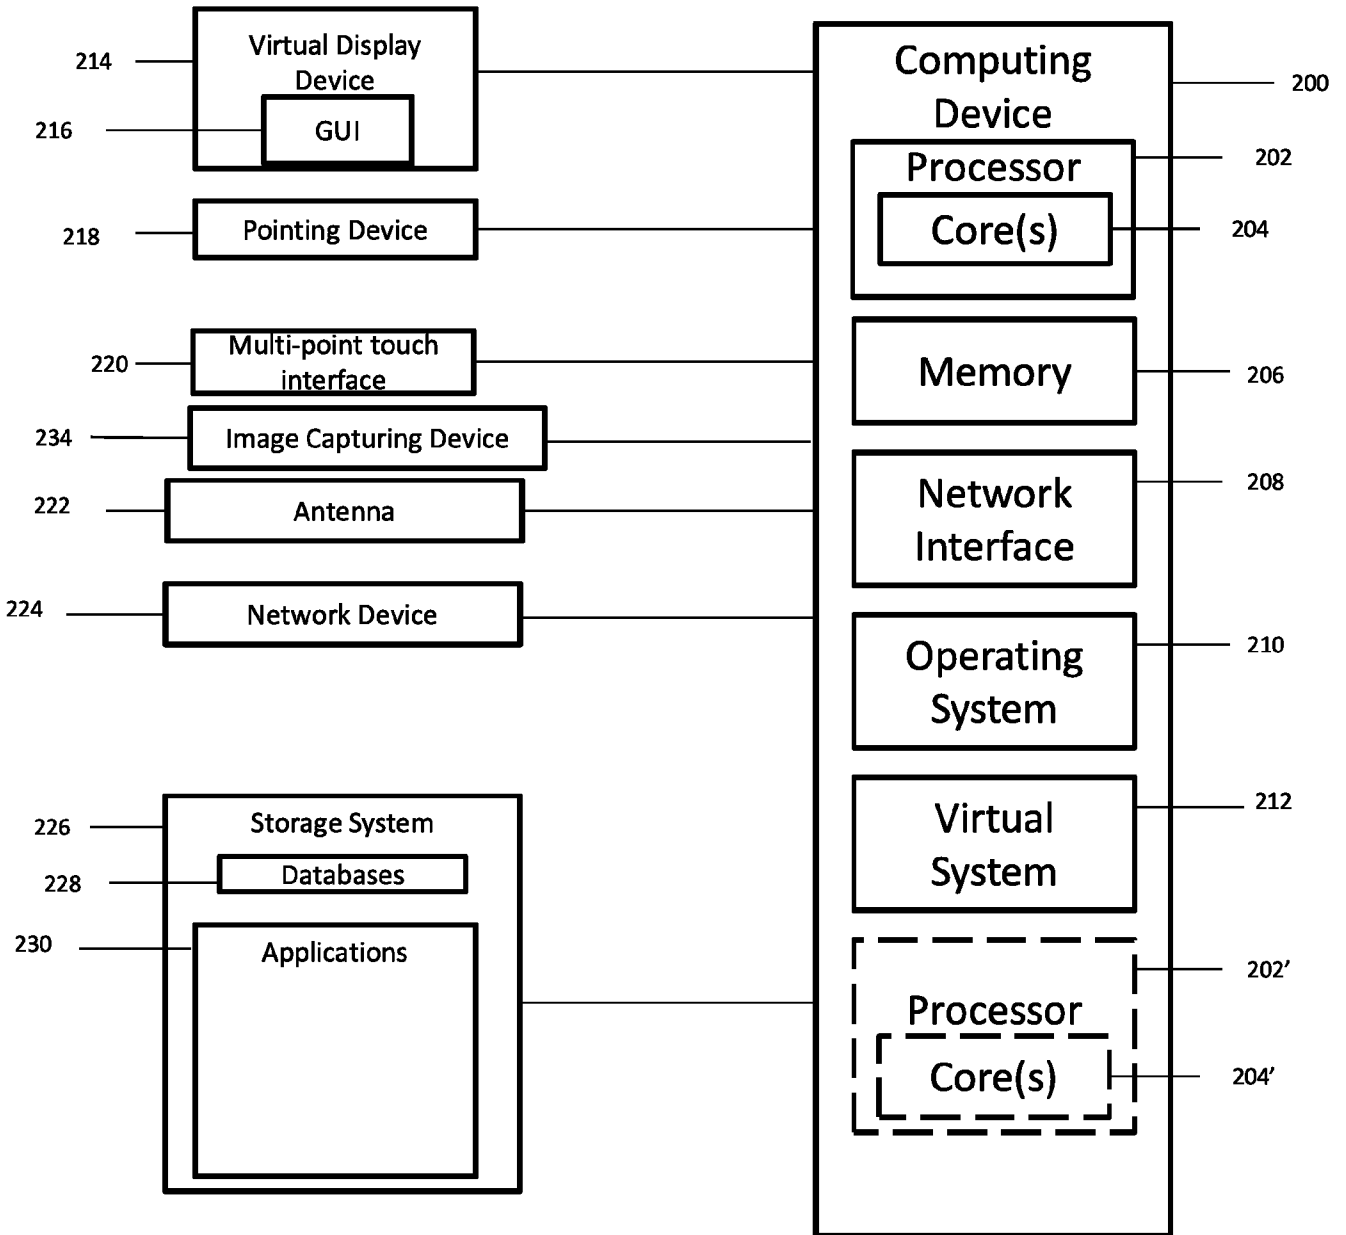 214
Virtual Display
Device
216
GUI
218
Pointing Device
220
Multi-point touch
interface
234
Image Capturing Device
222
Antenna
224
Network Device
226
Storage System
228
Databases
230
Applications
Computing
Device
200
Processor
202
Core(s)
204
Memory
206
Network
Interface
208
Operating
System
210
Virtual
System
212
Processor
202’
Core(s)
204’